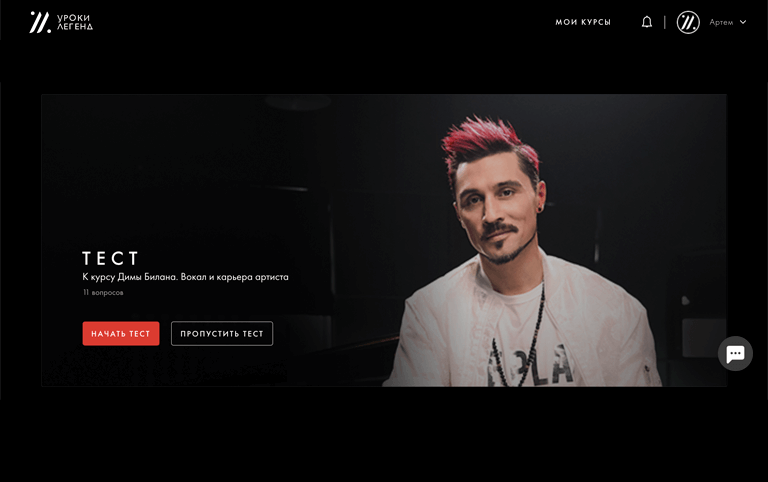 УРОКИ
ЛЕГЕНД
МОИ КУРСЫ
Артем
ТЕСТ
К курсу Димы Билана. Вокал и карьера артиста
11 вопросов
НАЧАТЬ ТЕСТ
ПРОПУСТИТЬ ТЕСТ